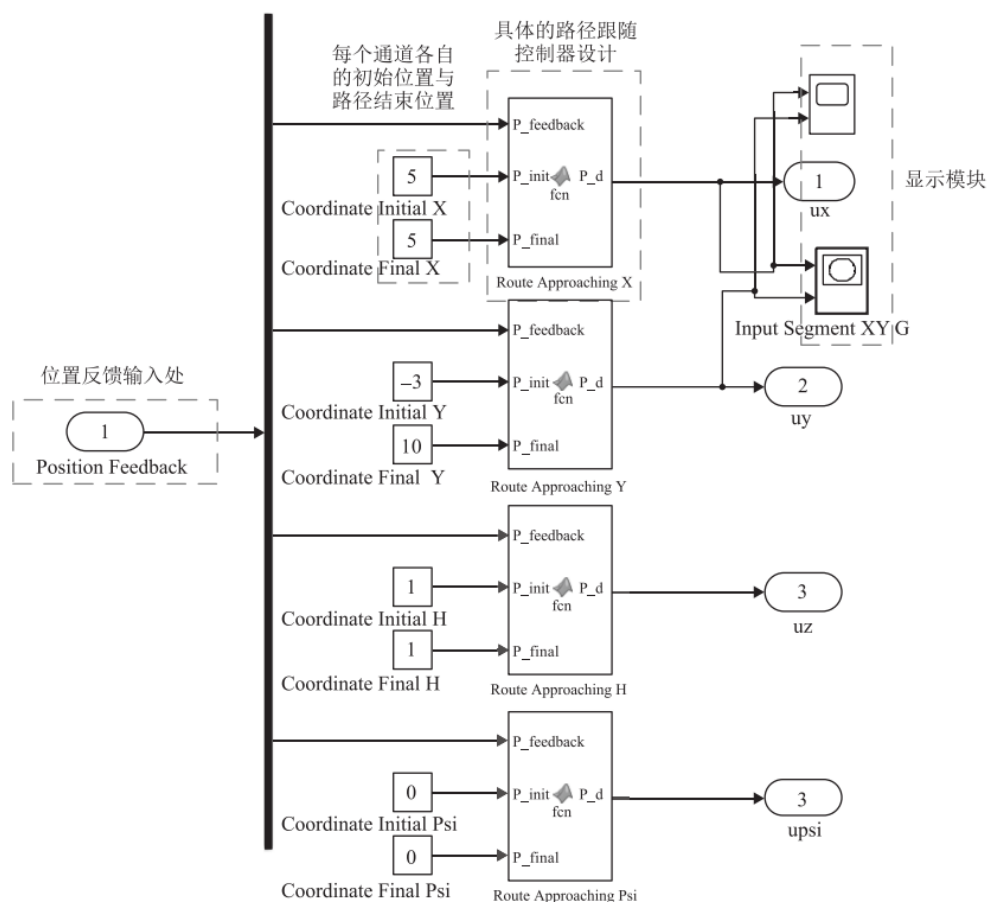 每个通道各自
的初始位置与
路径结束位置
具体的路径跟随
控制器设计
P_feedback
5
P_init
fcn
P_d
Coordinate Initial X
5
P_final
Coordinate Final X
Route Approaching X
1
ux
显示模块
Input Segment XY G
P_feedback
-3
P_init
fcn
P_d
Coordinate Initial Y
10
P_final
Coordinate Final Y
Route Approaching Y
2
uy
位置反馈输入处
1
Position Feedback
P_feedback
1
P_init
fcn
P_d
Coordinate Initial H
1
P_final
Coordinate Final H
Route Approaching H
3
uz
P_feedback
0
P_init
fcn
P_d
Coordinate Initial Psi
0
P_final
Coordinate Final Psi
Route Approaching Psi
3
upsi